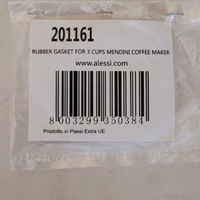 201161
RUBBER GASKET FOR 3 CUPS MENDINI COFFEE MAKER
www.alessi.com
8 003299 350384
Prodotto in Paesi Extra UE